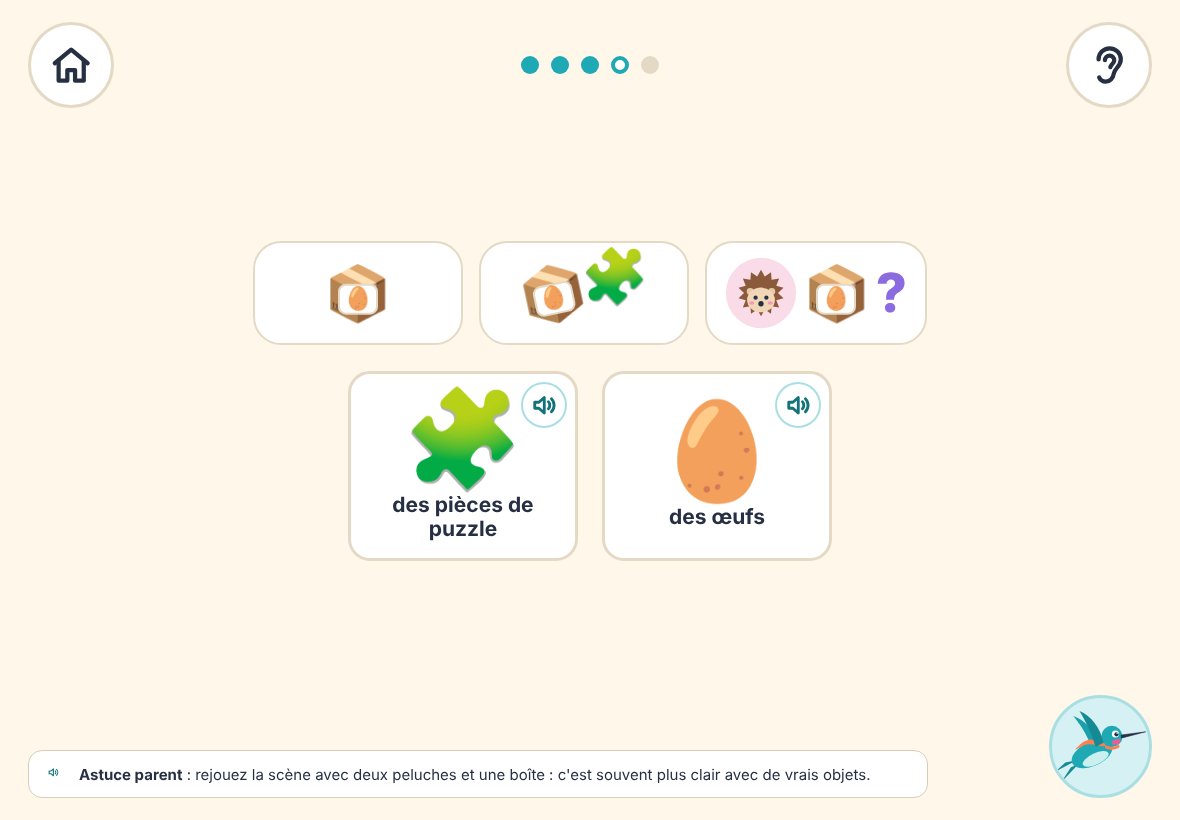 ?
des pièces de
puzzle
des œufs
Astuce parent : rejouez la scène avec deux peluches et une boîte : c'est souvent plus clair avec de vrais objets.